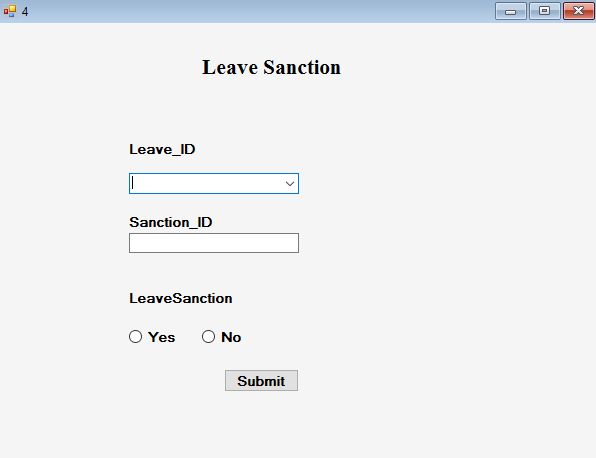 4
Leave Sanction
Leave_ID
Sanction_ID
LeaveSanction
Yes No
Submit